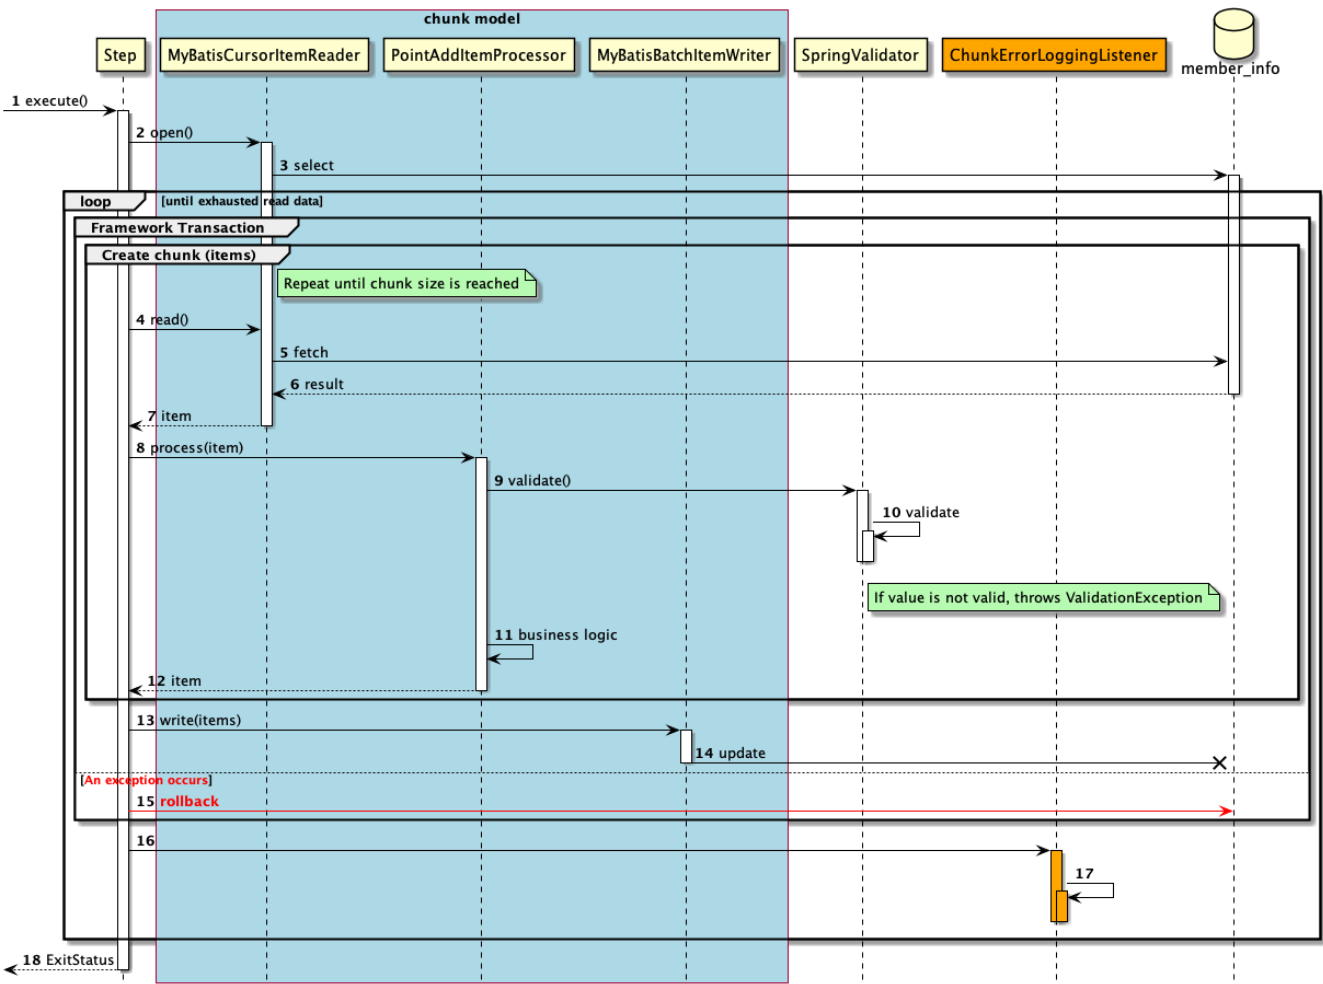 chunk model
Step
MyBatisCursorItemReader
PointAddItemProcessor
MyBatisBatchItemWriter
SpringValidator
ChunkErrorLoggingListener
member_info
1 execute()
2 open()
3 select
loop [until exhausted read data]
Framework Transaction
Create chunk (items)
Repeat until chunk size is reached
4 read()
5 fetch
6 result
7 item
8 process(item)
9 validate()
10 validate
If value is not valid, throws ValidationException
11 business logic
12 item
13 write(items)
14 update
[An exception occurs]
15 rollback
16
17
18 ExitStatus